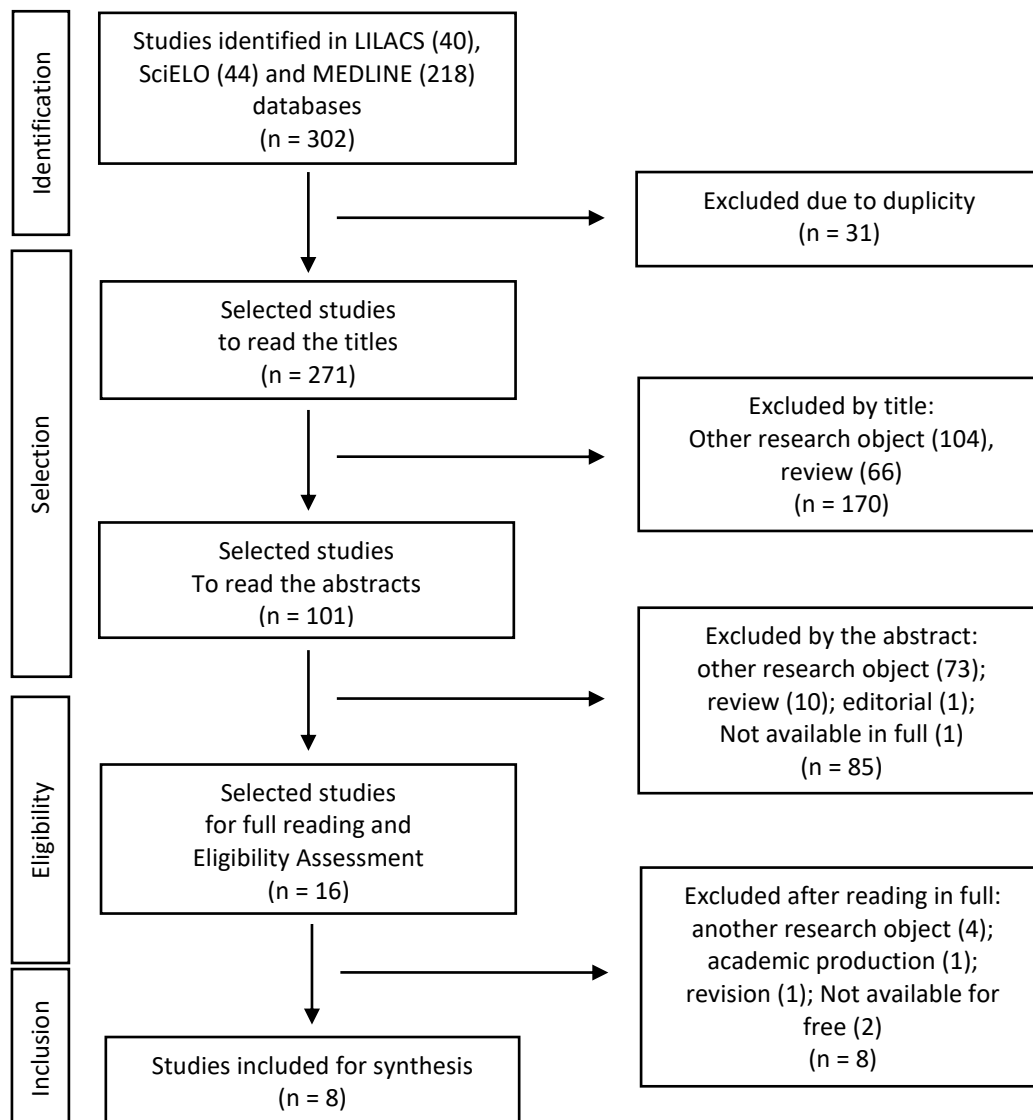 Identification
Studies identified in LILACS (40),
SciELO (44) and MEDLINE (218)
databases
(n = 302)
Excluded due to duplicity
(n = 31)
Selection
Selected studies
to read the titles
(n = 271)
Excluded by title:
Other research object (104),
review (66)
(n = 170)
Selected studies
To read the abstracts
(n = 101)
Excluded by the abstract:
other research object (73);
review (10); editorial (1);
Not available in full (1)
(n = 85)
Eligibility
Selected studies
for full reading and
Eligibility Assessment
(n = 16)
Excluded after reading in full:
another research object (4);
academic production (1);
revision (1); Not available for
free (2)
(n = 8)
Inclusion
Studies included for synthesis
(n = 8)